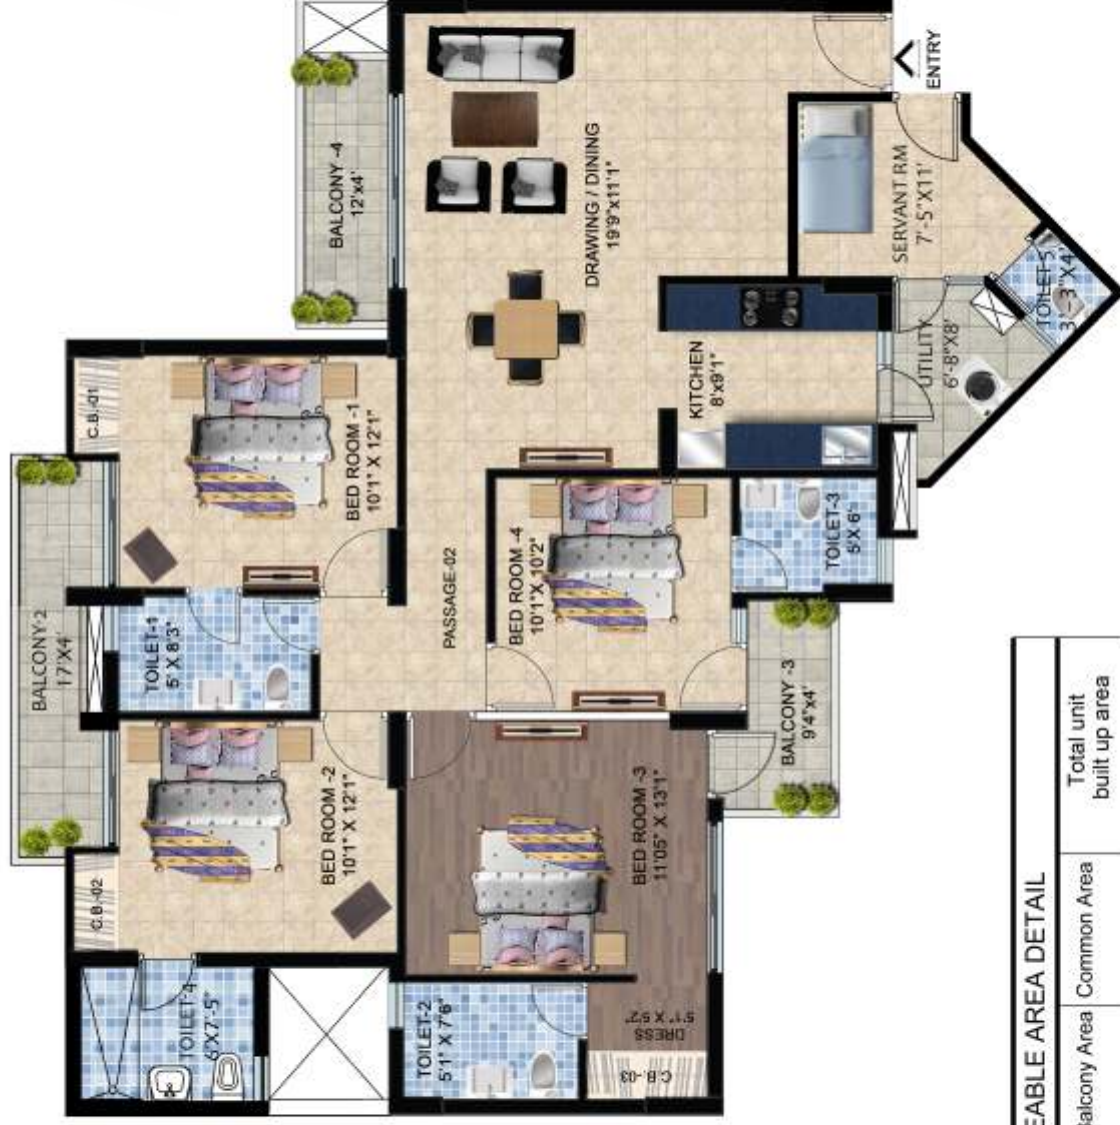 ENTRY
BALCONY -4
12'x4'
DRAWING / DINING
19'9"x11'1"
SERVANT RM
7'-5"X11'
TOILET-5
3'-3"X4'
UTILITY
6'-8"X8'
KITCHEN
8'x9'1"
C.B.-01
BED ROOM -1
10'1" X 12'1"
BALCONY-2
17'X4'
PASSAGE-02
BED ROOM -4
10'1"X 10'2"
TOILET-3
5'X 6'
TOILET-1
5' X 8'3"
BALCONY -3
9'4"x4'
BED ROOM -2
10'1" X 12'1"
C.B.-02
BED ROOM -3
11'05" X 13'1"
TOILET-4
6'X7'-5"
TOILET-2
5'1" X 7'6"
DRESS
5'1" X 5'2"
C.B.-03
EABLE AREA DETAIL
Balcony Area
Common Area
Total unit
built up area